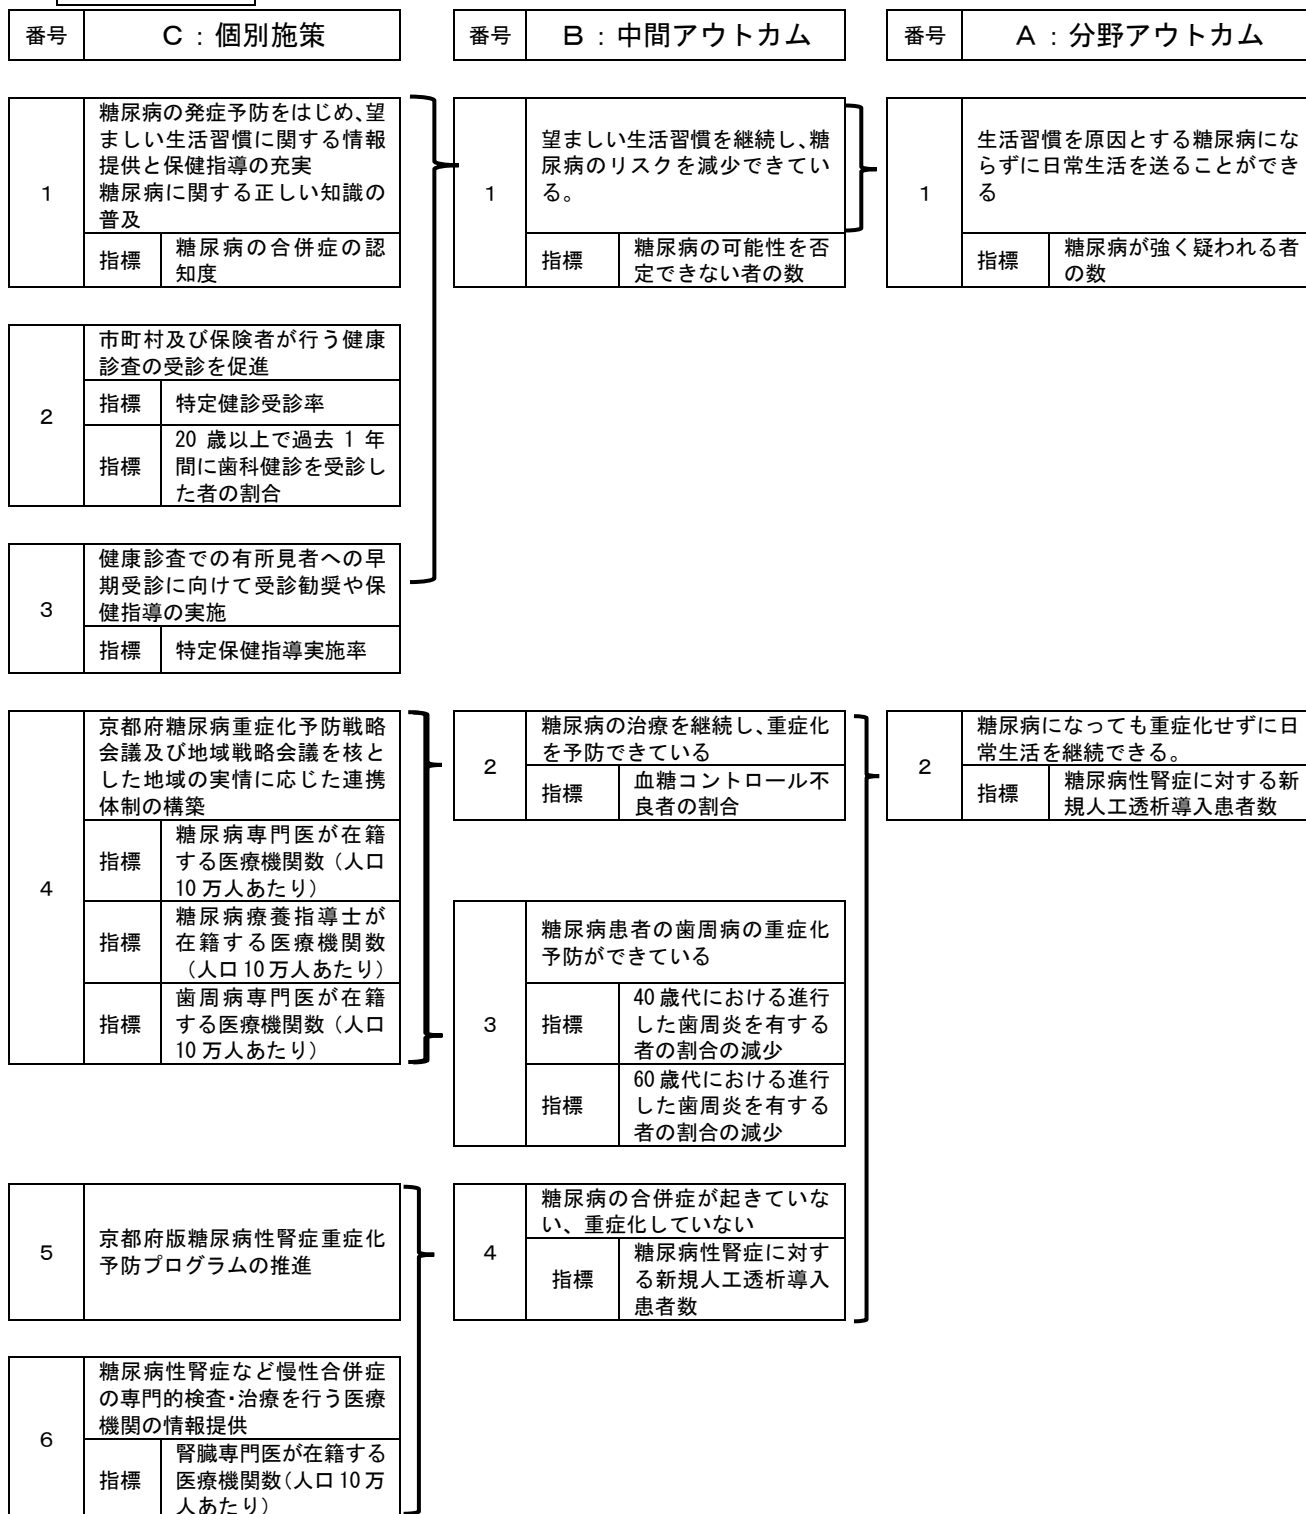 番号 C：個別施策
番号 B：中間アウトカム
番号 A：分野アウトカム
1
糖尿病の発症予防をはじめ、望
ましい生活習慣に関する情報
提供と保健指導の充実
糖尿病に関する正しい知識の
普及
指標
糖尿病の合併症の認
知度
1
望ましい生活習慣を継続し、糖
尿病のリスクを減少できてい
る。
指標
糖尿病の可能性を否
定できない者の数
1
生活習慣を原因とする糖尿病にな
らずに日常生活を送ることができ
る
指標
糖尿病が強く疑われる者
の数
2
市町村及び保険者が行う健康
診査の受診を促進
指標
特定健診受診率
指標
20 歳以上で過去 1 年
間に歯科健診を受診し
た者の割合
3
健康診査での有所見者への早
期受診に向けて受診勧奨や保
健指導の実施
指標
特定保健指導実施率
4
京都府糖尿病重症化予防戦略
会議及び地域戦略会議を核と
した地域の実情に応じた連携
体制の構築
指標
糖尿病専門医が在籍
する医療機関数（人口
10 万人あたり）
指標
糖尿病療養指導士が
在籍する医療機関数
（人口 10 万人あたり）
指標
歯周病専門医が在籍
する医療機関数（人口
10 万人あたり）
2
糖尿病の治療を継続し、重症化
を予防できている
指標
血糖コントロール不
良者の割合
2
糖尿病になっても重症化せずに日
常生活を継続できる。
指標
糖尿病性腎症に対する新
規人工透析導入患者数
3
糖尿病患者の歯周病の重症化
予防ができている
指標
40 歳代における進行
した歯周炎を有する
者の割合の減少
指標
60 歳代における進行
した歯周炎を有する
者の割合の減少
5
京都府版糖尿病性腎症重症化
予防プログラムの推進
4
糖尿病の合併症が起きていな
い、重症化していない
指標
糖尿病性腎症に対す
る新規人工透析導入
患者数
6
糖尿病性腎症など慢性合併症
の専門的検査・治療を行う医療
機関の情報提供
指標
腎臓専門医が在籍する
医療機関数（人口 10 万
人あたり）